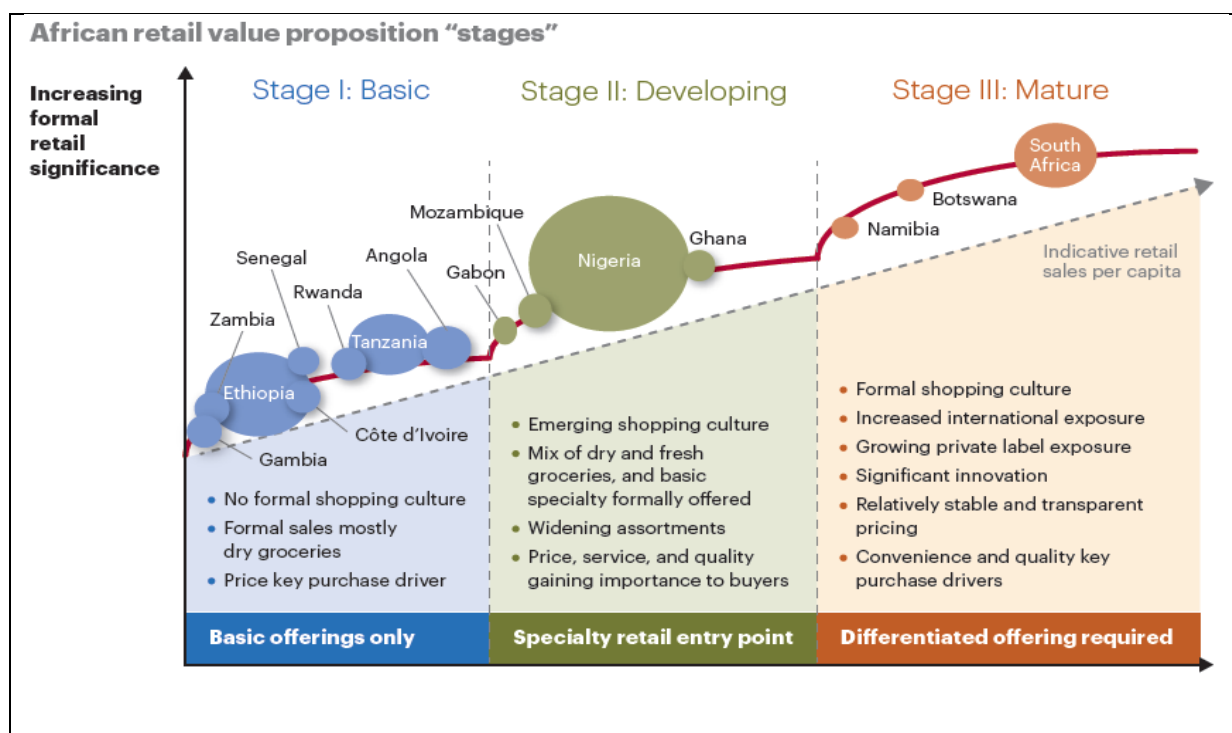 African retail value proposition “stages”
Increasing
formal
retail
significance
Stage I: Basic
Stage II: Developing
Stage III: Mature
South
Africa
Botswana
Namibia
Mozambique
Nigeria
Ghana
Gabon
Angola
Senegal
Rwanda
Tanzania
Zambia
Ethiopia
Côte d’Ivoire
Gambia
Indicative retail
sales per capita
• No formal shopping culture
• Formal sales mostly
dry groceries
• Price key purchase driver
• Emerging shopping culture
• Mix of dry and fresh
groceries, and basic
specialty formally offered
• Widening assortments
• Price, service, and quality
gaining importance to buyers
• Formal shopping culture
• Increased international exposure
• Growing private label exposure
• Significant innovation
• Relatively stable and transparent
pricing
• Convenience and quality key
purchase drivers
Basic offerings only
Specialty retail entry point
Differentiated offering required